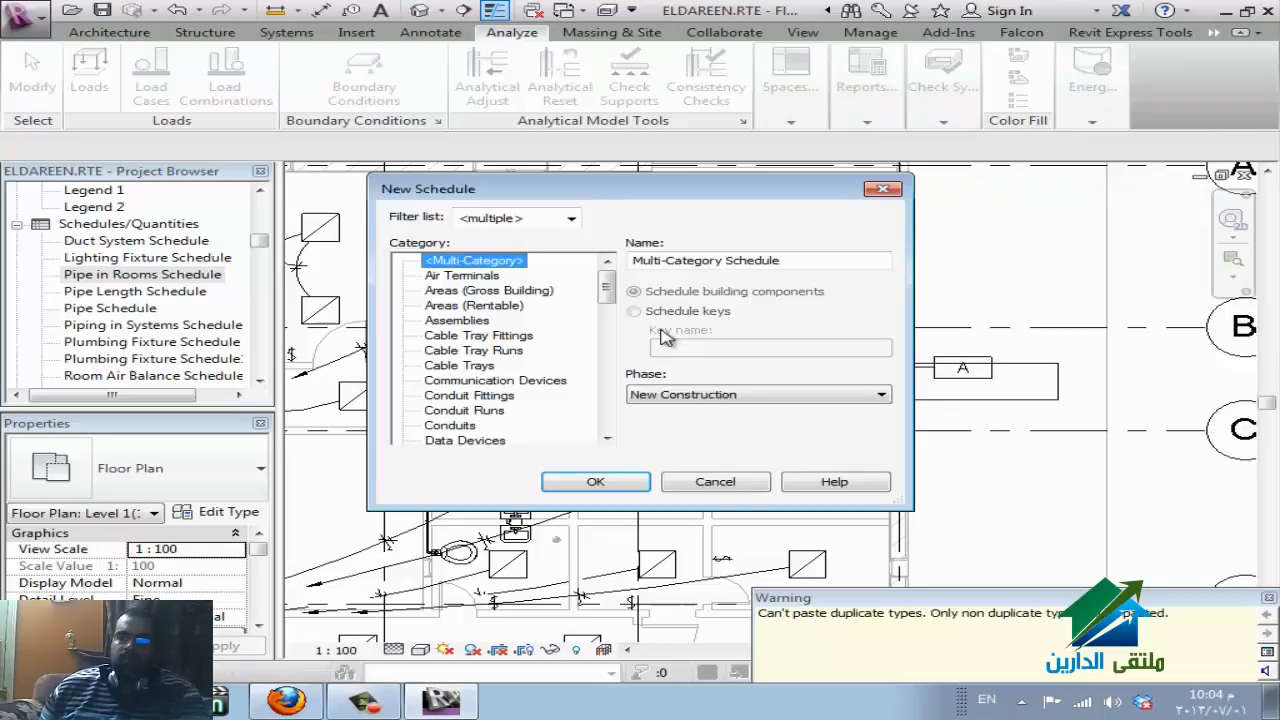 ELDAREEN.RTE - Fl...
Sign In
Architecture Structure Systems Insert Annotate Analyze Massing & Site Collaborate View Manage Add-Ins Falcon Revit Express Tools
Modify
Loads
Load Cases
Load Combinations
Boundary Conditions
Analytical Adjust
Analytical Reset
Check Supports
Consistency Checks
Spaces...
Reports...
Check Sy...
Energ...
Select
Loads
Boundary Conditions
Analytical Model Tools
Color Fill
ELDAREEN.RTE - Project Browser
Legend 1
Legend 2
Schedules/Quantities
Duct System Schedule
Lighting Fixture Schedule
Pipe in Rooms Schedule
Pipe Length Schedule
Pipe Schedule
Piping in Systems Schedule
Plumbing Fixture Schedule
Plumbing Fixture Schedule:
Room Air Balance Schedule
Properties
Floor Plan
Floor Plan: Level 1(:
Edit Type
Graphics
View Scale
1 : 100
Scale Value 1:
100
Display Model
Normal
Detail Level
Fine
New Schedule
Filter list:
<multiple>
Category:
<Multi-Category>
Air Terminals
Areas (Gross Building)
Areas (Rentable)
Assemblies
Cable Tray Fittings
Cable Tray Runs
Cable Trays
Communication Devices
Conduit Fittings
Conduit Runs
Conduits
Data Devices
Name:
Multi-Category Schedule
Schedule building components
Schedule keys
Key name:
Phase:
New Construction
OK
Cancel
Help
A
A
B
C
1 : 100
:0
Warning
Can't paste duplicate types. Only non duplicate
ملتقى الدارين
EN
10:04 م
٢٠١٣/٠٧/٠١